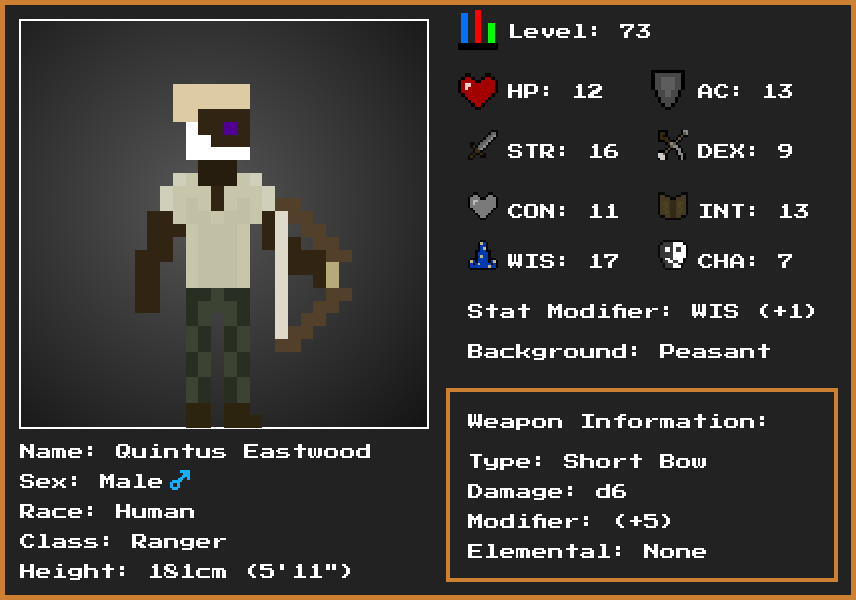 Level: 73
HP: 12
AC: 13
STR: 16
DEX: 9
CON: 11
INT: 13
WIS: 17
CHA: 7
Stat Modifier: WIS (+1)
Background: Peasant
Weapon Information:
Type: Short Bow
Damage: d6
Modifier: (+5)
Elemental: None
Name: Quintus Eastwood
Sex: Male ♂
Race: Human
Class: Ranger
Height: 181cm (5'11")